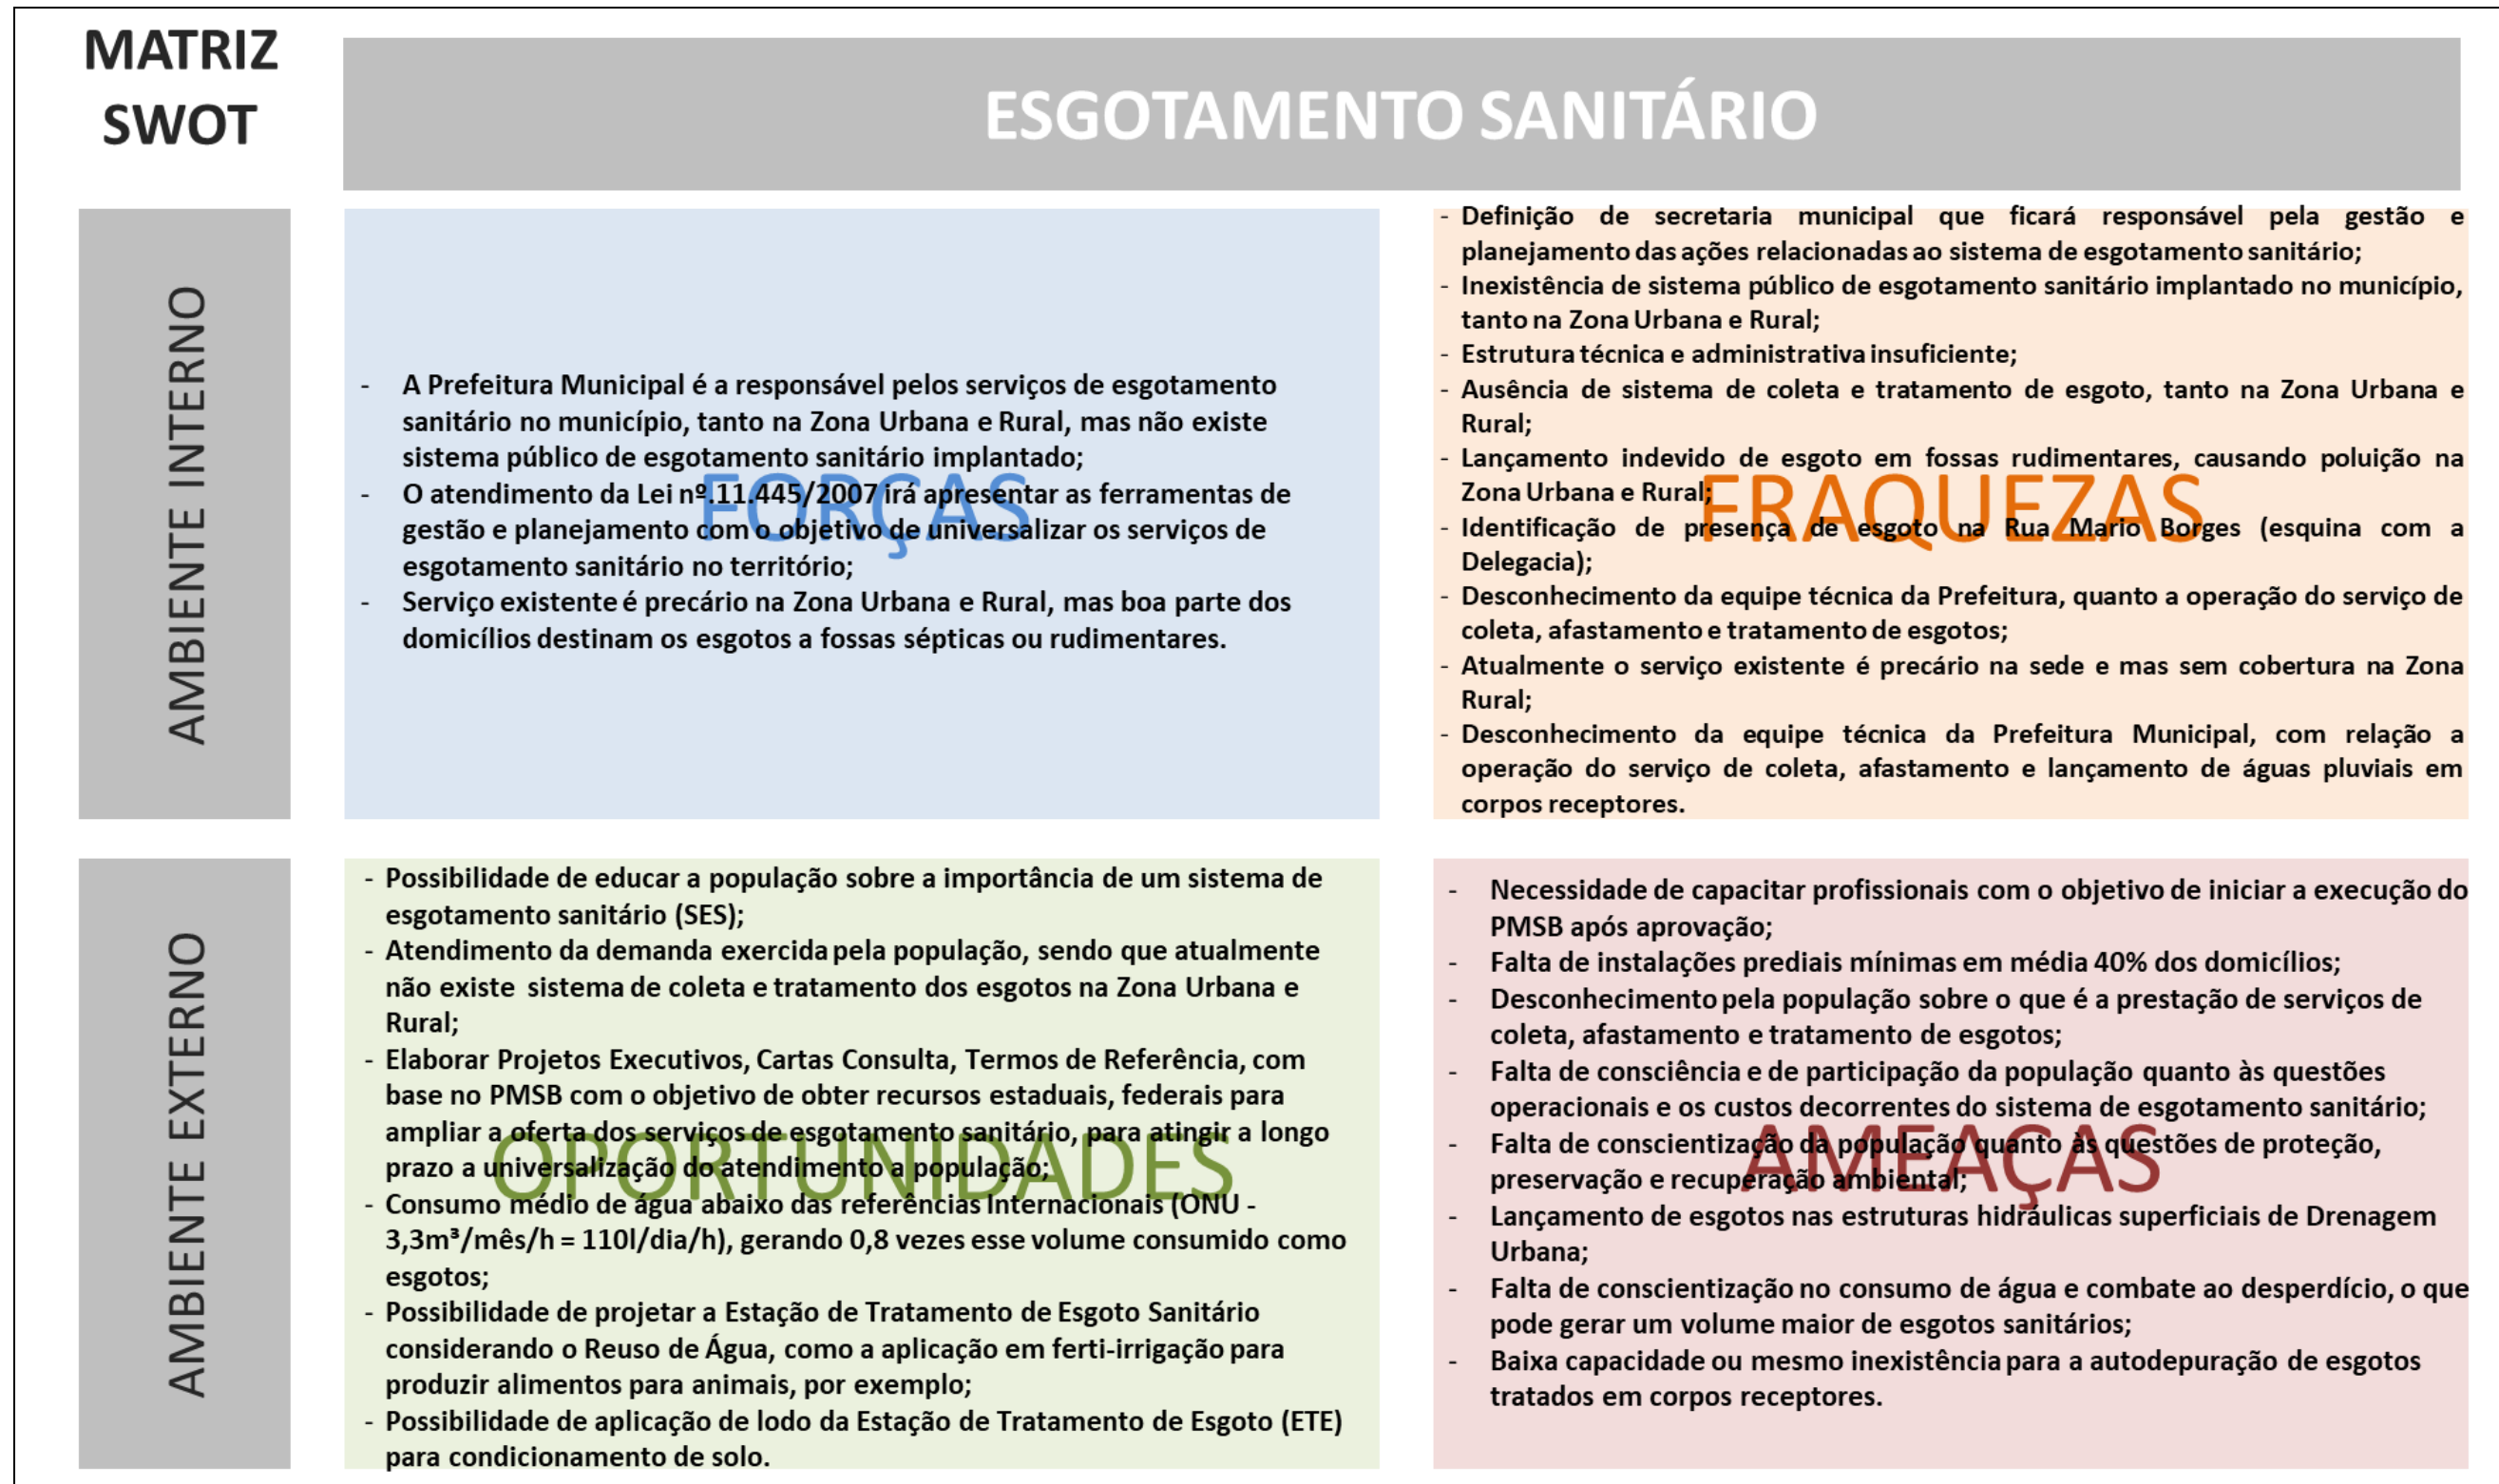 MATRIZ
SWOT
ESGOTAMENTO SANITÁRIO
AMBIENTE INTERNO
- A Prefeitura Municipal é a responsável pelos serviços de esgotamento
sanitário no município, tanto na Zona Urbana e Rural, mas não existe
sistema público de esgotamento sanitário implantado;
- O atendimento da Lei nº.11.445/2007 irá apresentar as ferramentas de
gestão e planejamento com o objetivo de universalizar os serviços de
esgotamento sanitário no território;
- Serviço existente é precário na Zona Urbana e Rural, mas boa parte dos
domicílios destinam os esgotos a fossas sépticas ou rudimentares.
FORÇAS
- Definição de secretaria municipal que ficará responsável pela gestão e
planejamento das ações relacionadas ao sistema de esgotamento sanitário;
- Inexistência de sistema público de esgotamento sanitário implantado no município,
tanto na Zona Urbana e Rural;
- Estrutura técnica e administrativa insuficiente;
- Ausência de sistema de coleta e tratamento de esgoto, tanto na Zona Urbana e
Rural;
- Lançamento indevido de esgoto em fossas rudimentares, causando poluição na
Zona Urbana e Rural;
- Identificação de presença de esgoto na Rua Mario Borges (esquina com a
Delegacia);
- Desconhecimento da equipe técnica da Prefeitura, quanto a operação do serviço de
coleta, afastamento e tratamento de esgotos;
- Atualmente o serviço existente é precário na sede e mas sem cobertura na Zona
Rural;
- Desconhecimento da equipe técnica da Prefeitura Municipal, com relação a
operação do serviço de coleta, afastamento e lançamento de águas pluviais em
corpos receptores.
FRAQUEZAS
AMBIENTE EXTERNO
- Possibilidade de educar a população sobre a importância de um sistema de
esgotamento sanitário (SES);
- Atendimento da demanda exercida pela população, sendo que atualmente
não existe sistema de coleta e tratamento dos esgotos na Zona Urbana e
Rural;
- Elaborar Projetos Executivos, Cartas Consulta, Termos de Referência, com
base no PMSB com o objetivo de obter recursos estaduais, federais para
ampliar a oferta dos serviços de esgotamento sanitário, para atingir a longo
prazo a universalização do atendimento a população;
- Consumo médio de água abaixo das referências Internacionais (ONU -
3,3m³/mês/h = 110l/dia/h), gerando 0,8 vezes esse volume consumido como
esgotos;
- Possibilidade de projetar a Estação de Tratamento de Esgoto Sanitário
considerando o Reuso de Água, como a aplicação em ferti-irrigação para
produzir alimentos para animais, por exemplo;
- Possibilidade de aplicação de lodo da Estação de Tratamento de Esgoto (ETE)
para condicionamento de solo.
OPORTUNIDADES
- Necessidade de capacitar profissionais com o objetivo de iniciar a execução do
PMSB após aprovação;
- Falta de instalações prediais mínimas em média 40% dos domicílios;
- Desconhecimento pela população sobre o que é a prestação de serviços de
coleta, afastamento e tratamento de esgotos;
- Falta de consciência e de participação da população quanto às questões
operacionais e os custos decorrentes do sistema de esgotamento sanitário;
- Falta de conscientização da população quanto às questões de proteção,
preservação e recuperação ambiental;
- Lançamento de esgotos nas estruturas hidráulicas superficiais de Drenagem
Urbana;
- Falta de conscientização no consumo de água e combate ao desperdício, o que
pode gerar um volume maior de esgotos sanitários;
- Baixa capacidade ou mesmo inexistência para a autodepuração de esgotos
tratados em corpos receptores.
AMEAÇAS